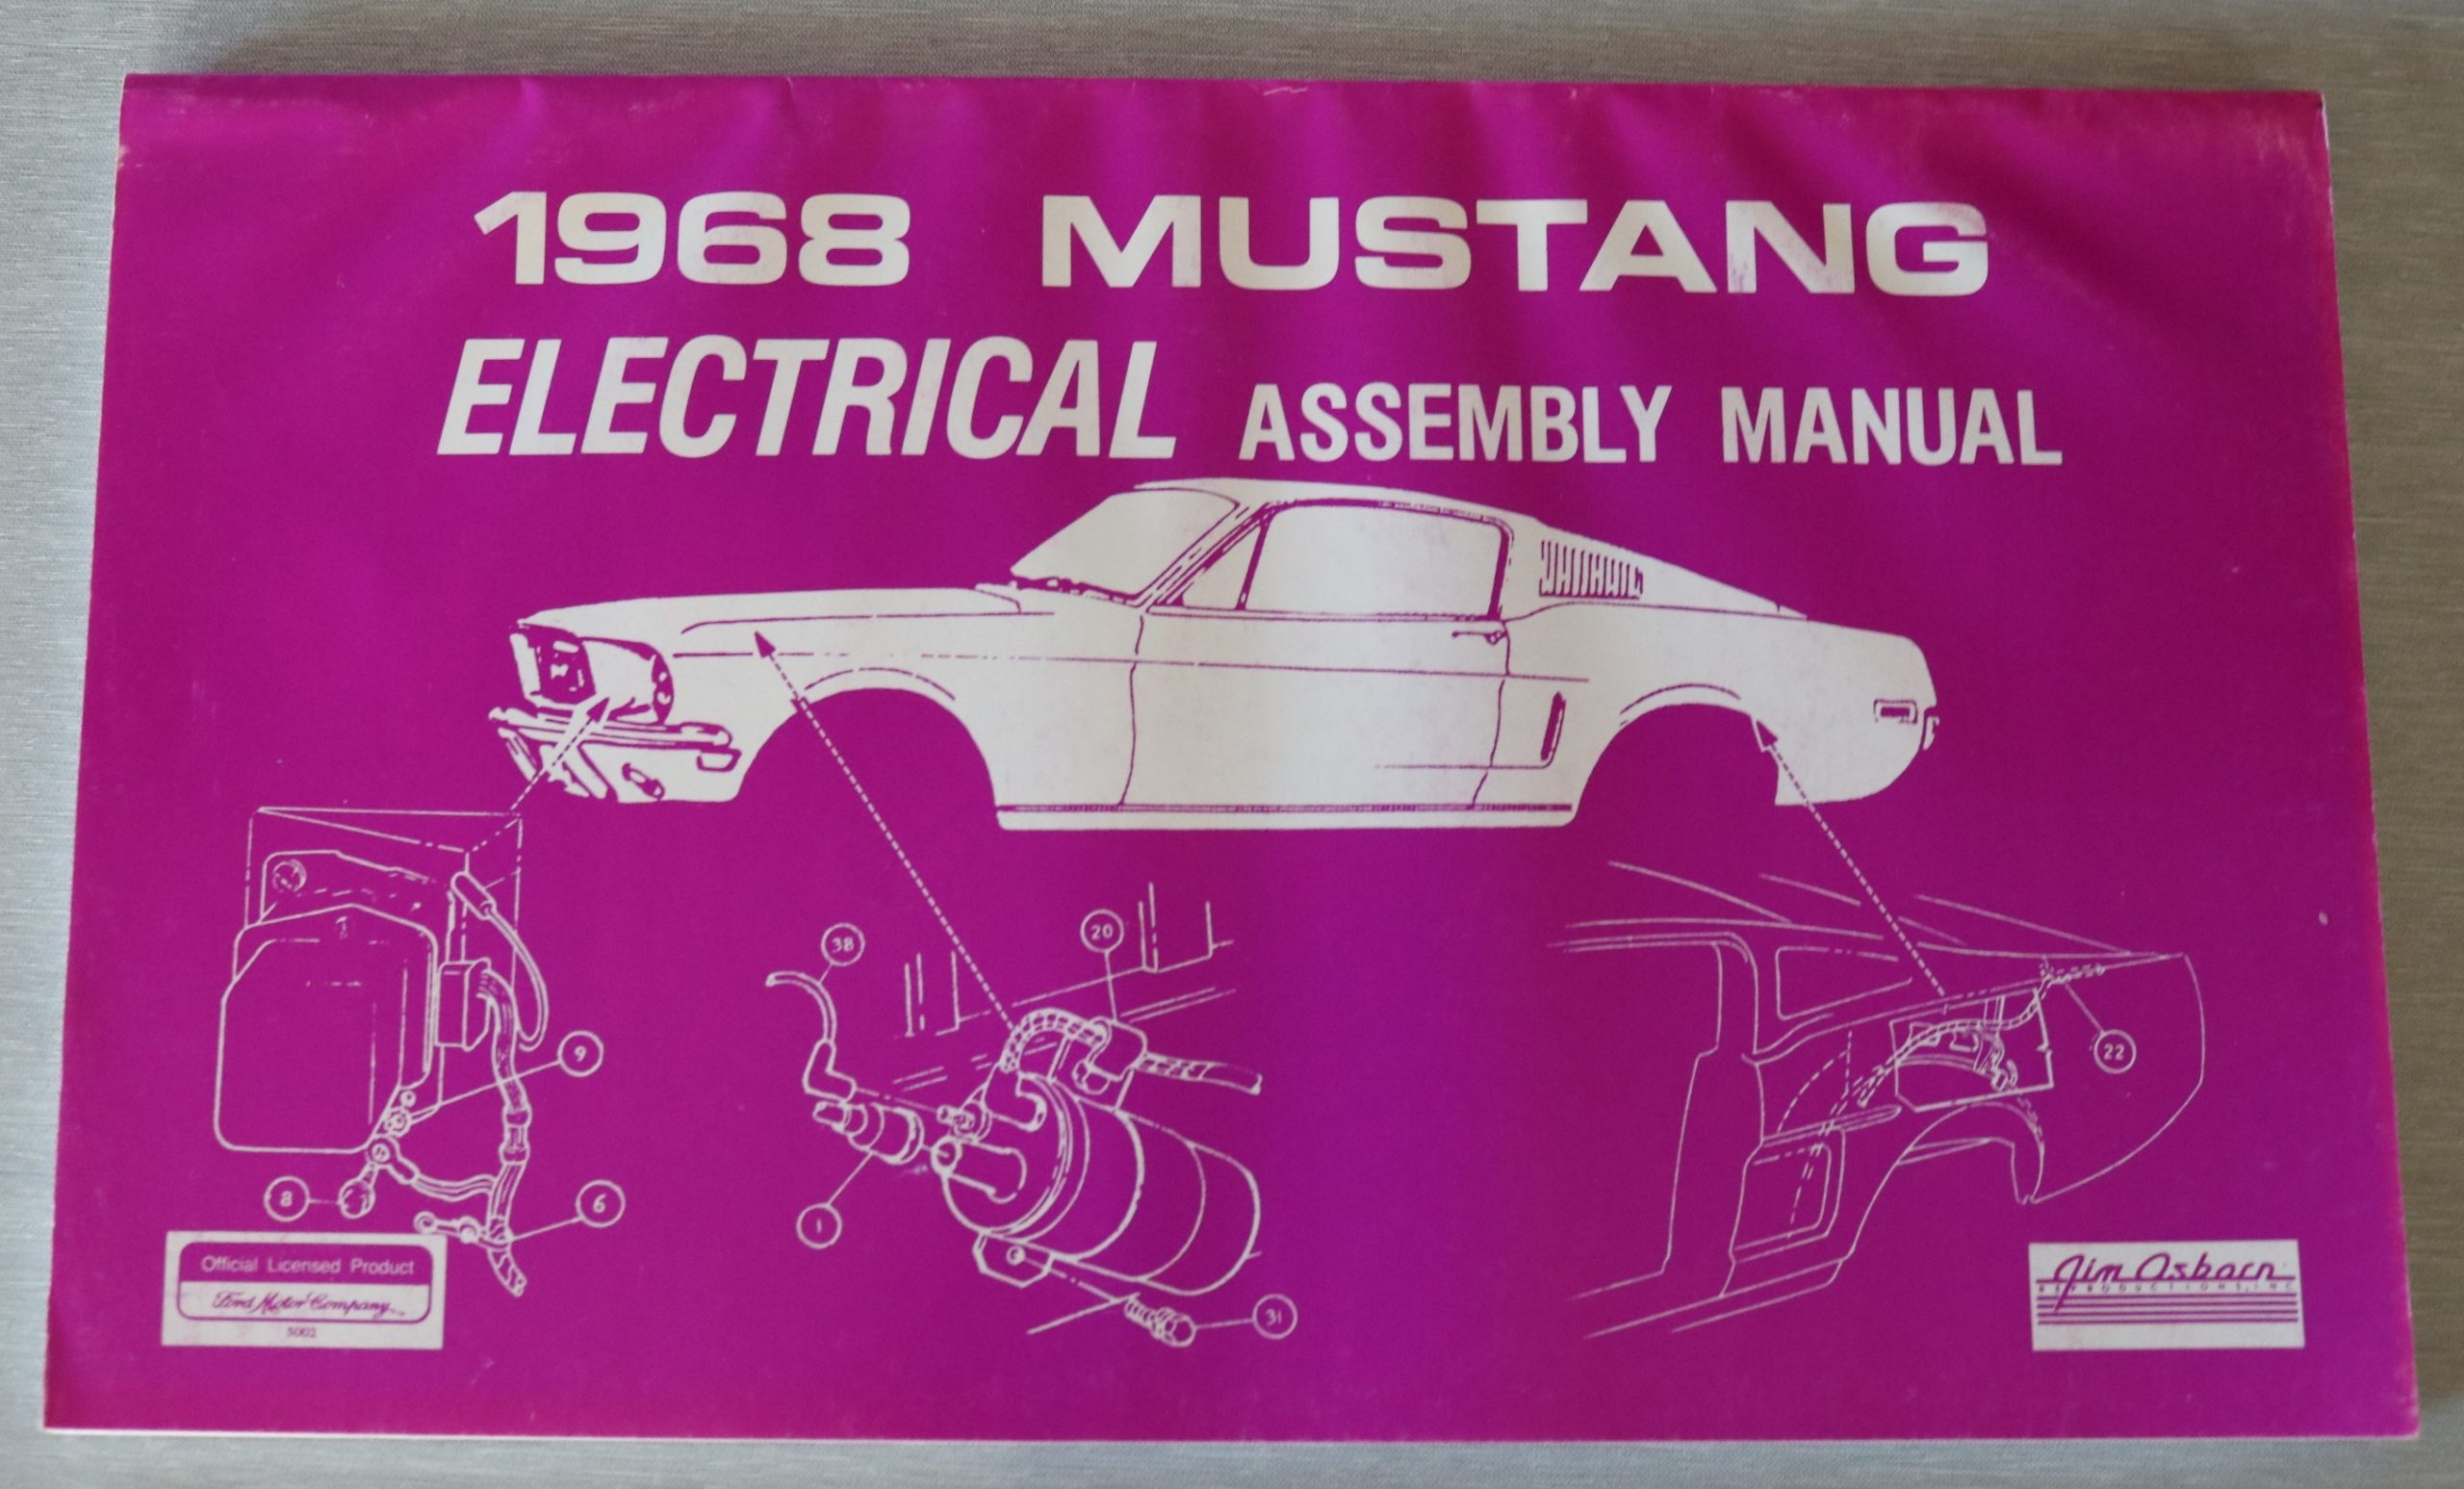 1968 MUSTANG
ELECTRICAL ASSEMBLY MANUAL
38
20
22
9
8
6
1
31
Official Licensed Product
Ford Motor Company
5002
Jim Osborn
REPRODUCTIONS, INC